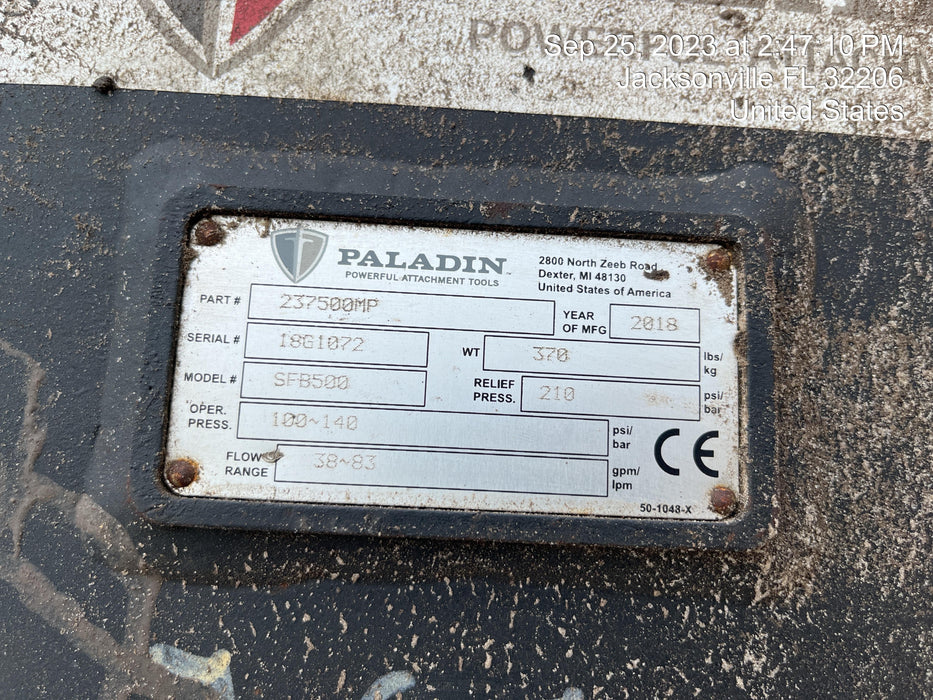 POWERF
Sep 25, 2023 at 2:47:10 PM
Jacksonville FL 32206
United States
PALADIN™
POWERFUL ATTACHMENT TOOLS
2800 North Zeeb Road
Dexter, MI 48130
United States of America
PART # 237500MP
YEAR OF MFG 2018
SERIAL # 18G1072
WT 370 lbs/ kg
MODEL # SFB500
RELIEF PRESS. 210 psi/ bar
OPER. PRESS. 100~140 psi/ bar
FLOW RANGE 38~83 gpm/ lpm
CE
50-1048-X